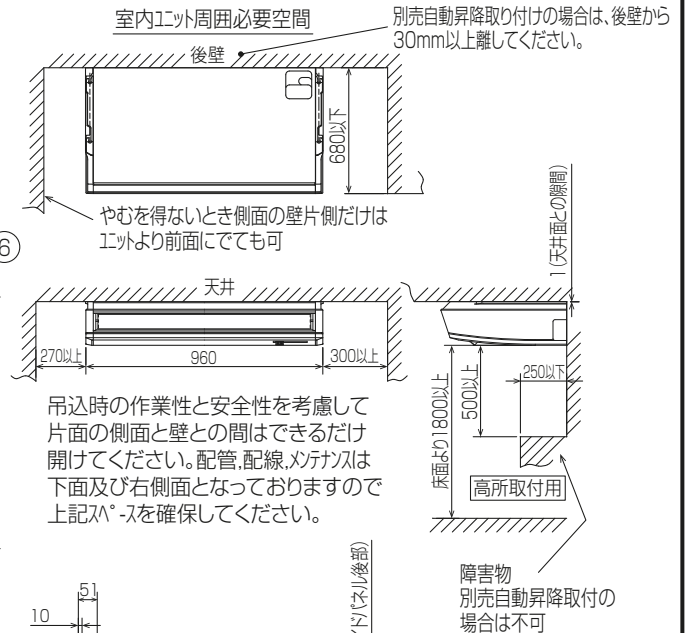 室内ユニット周囲必要空間
別売自動昇降取り付けの場合は、後壁から
30mm以上離してください。
後壁
680以下
やむを得ないとき側面の壁片側だけは
ユニットより前面にでても可
1(天井面との隙間)
6
天井
270以上
960
300以上
床面より1800以上
500以上
250以下
吊込時の作業性と安全性を考慮して
片面の側面と壁との間はできるだけ
開けてください。配管,配線,メンテナンスは
下面及び右側面となっておりますので
上記スペースを確保してください。
高所取付用
障害物
別売自動昇降取付の
場合は不可
51
10
ドパネル後部)